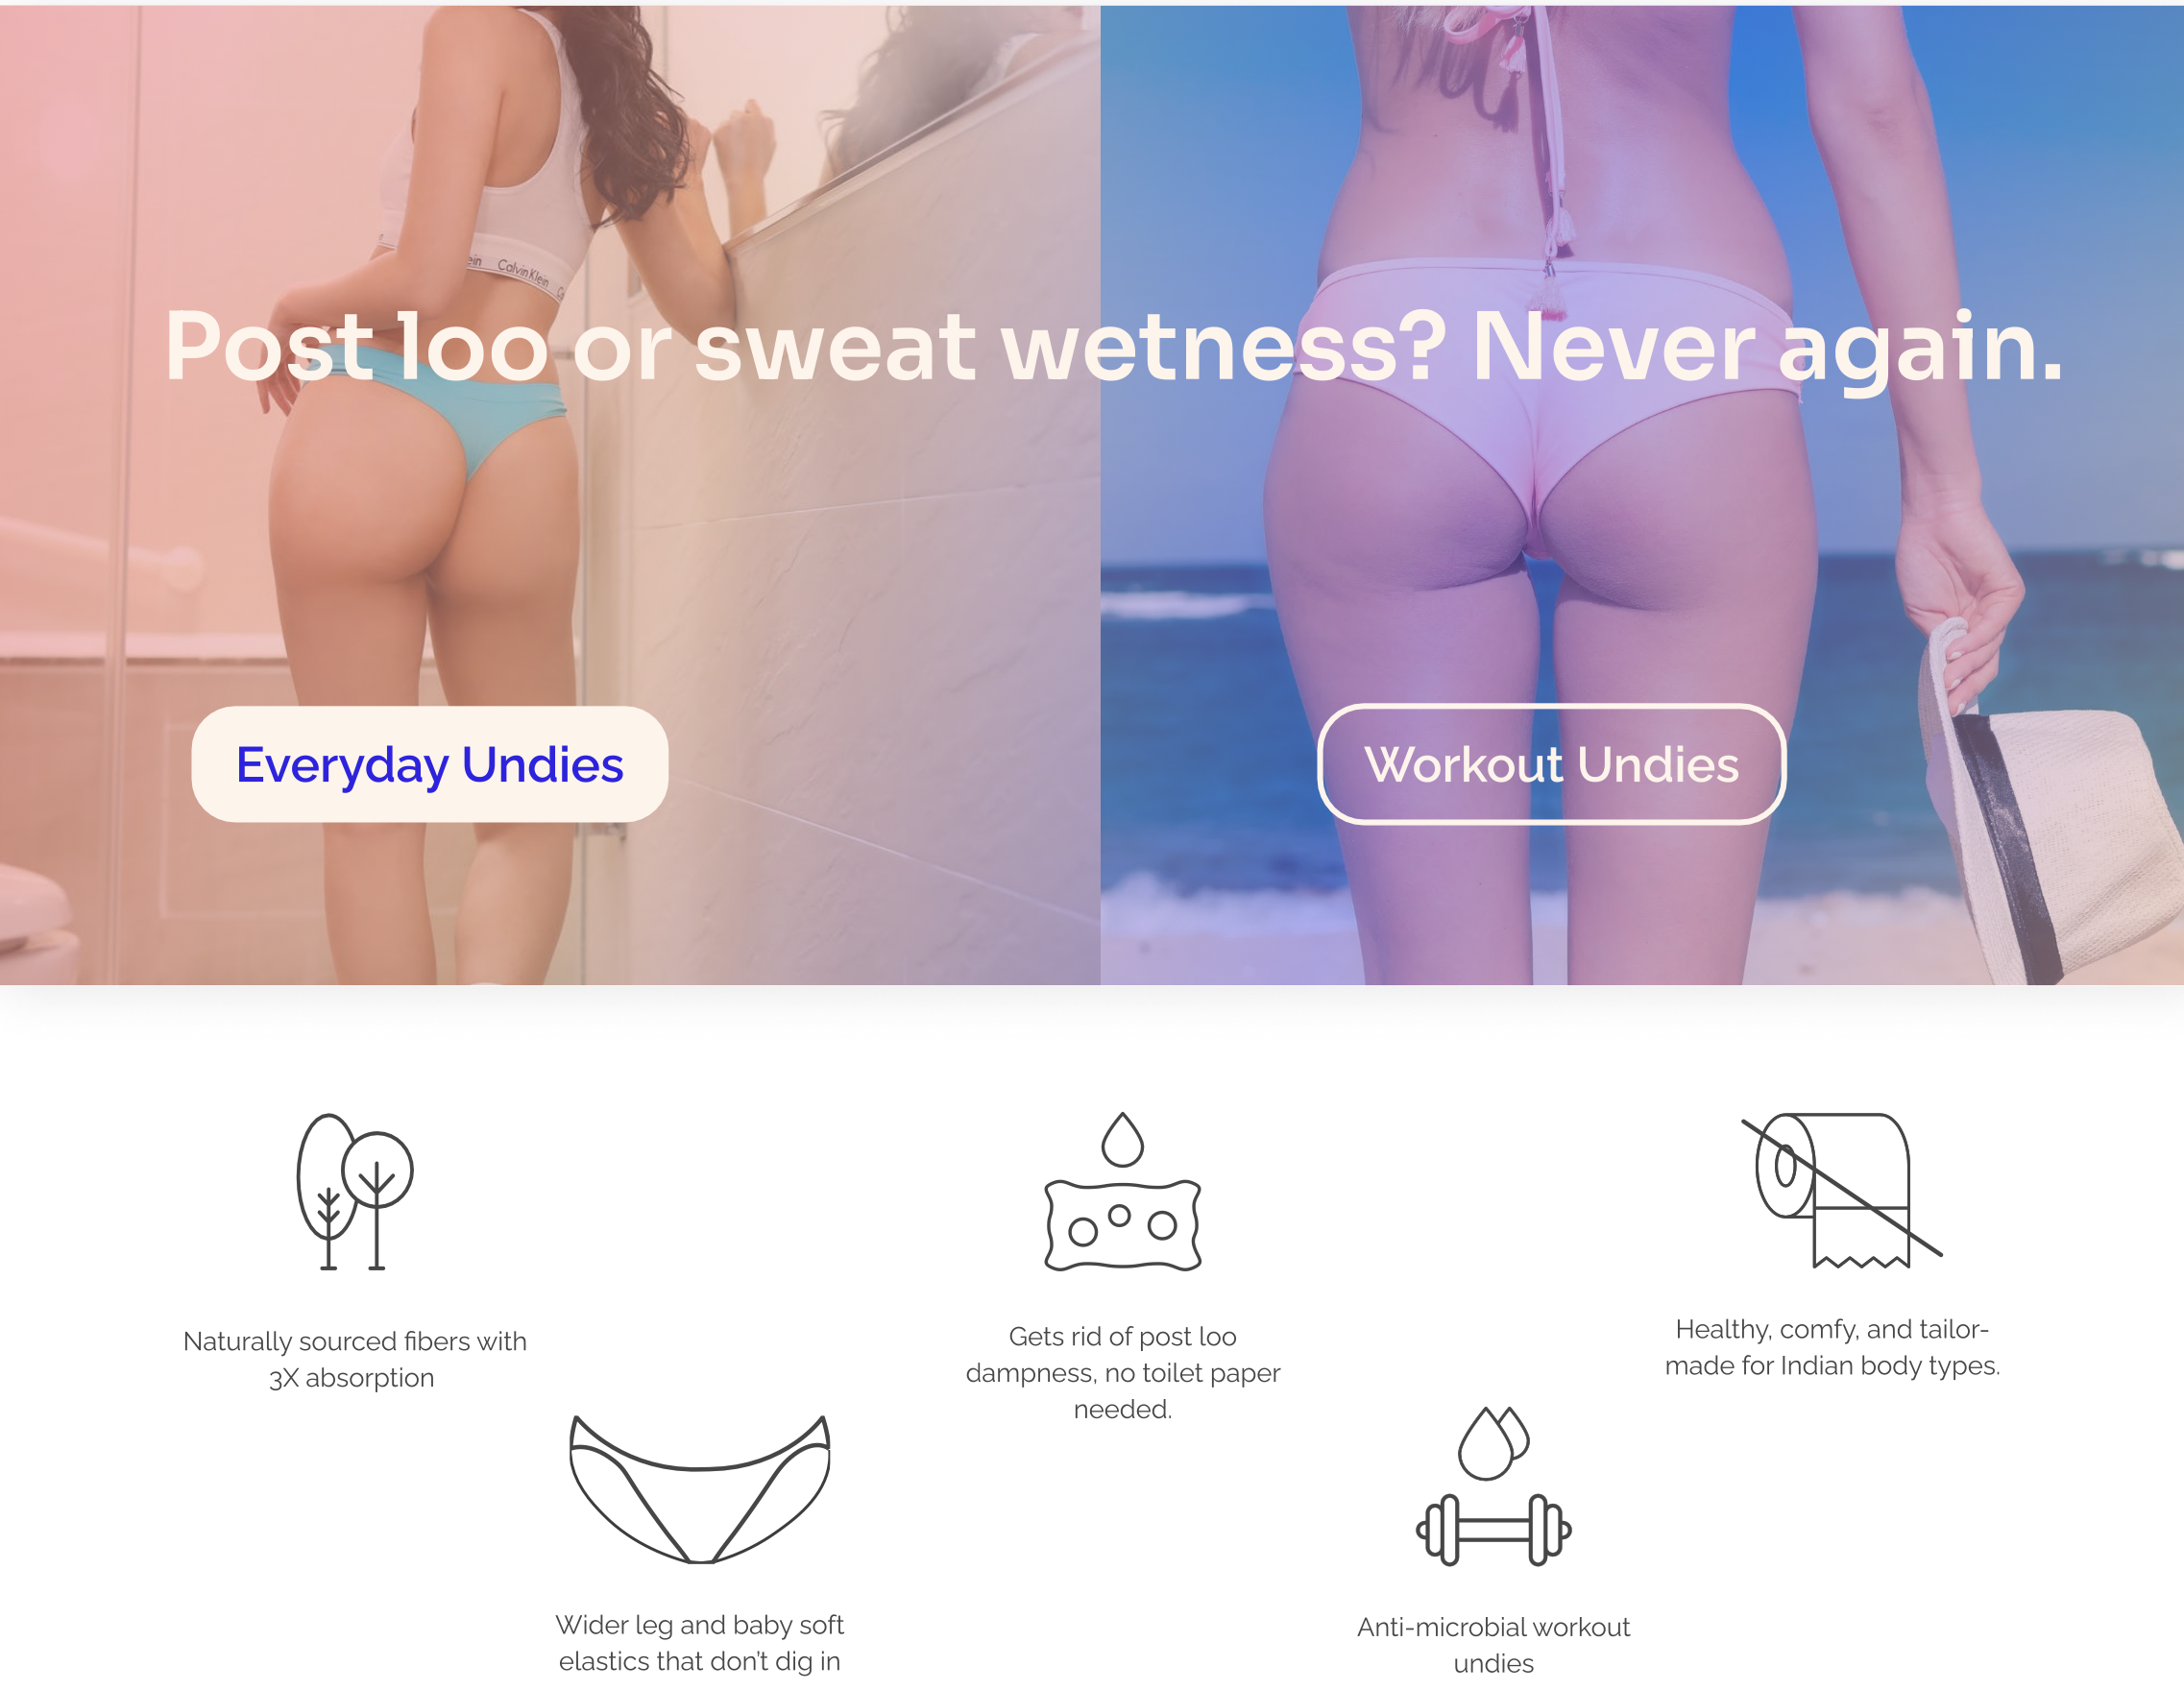 ein Calvin Klein C
Post loo or sweat wetness? Never again.
Everyday Undies
Workout Undies
Naturally sourced fibers with
3X absorption
Gets rid of post loo
dampness, no toilet paper
needed.
Healthy, comfy, and tailor-
made for Indian body types.
Wider leg and baby soft
elastics that don't dig in
Anti-microbial workout
undies